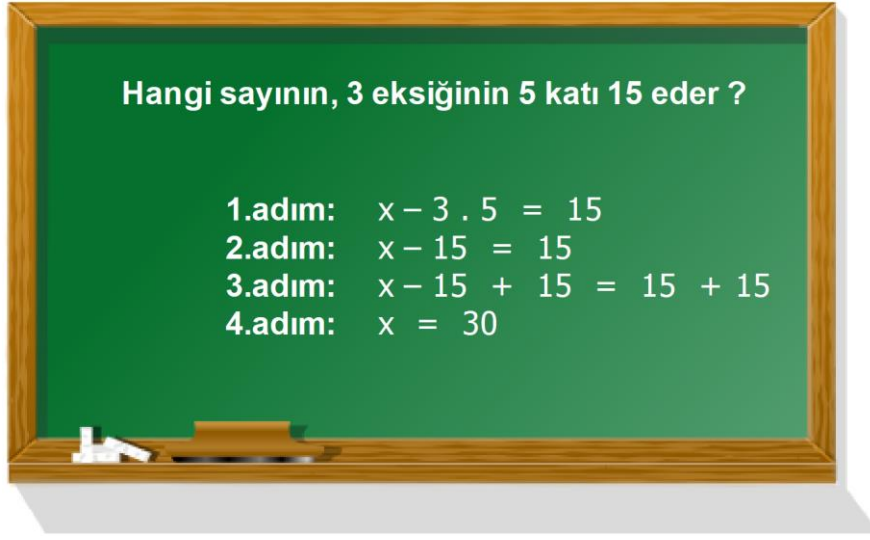 Hangi sayının, 3 eksiğinin 5 katı 15 eder ?
1.adım: x – 3 . 5 = 15
2.adım: x – 15 = 15
3.adım: x – 15 + 15 = 15 + 15
4.adım: x = 30